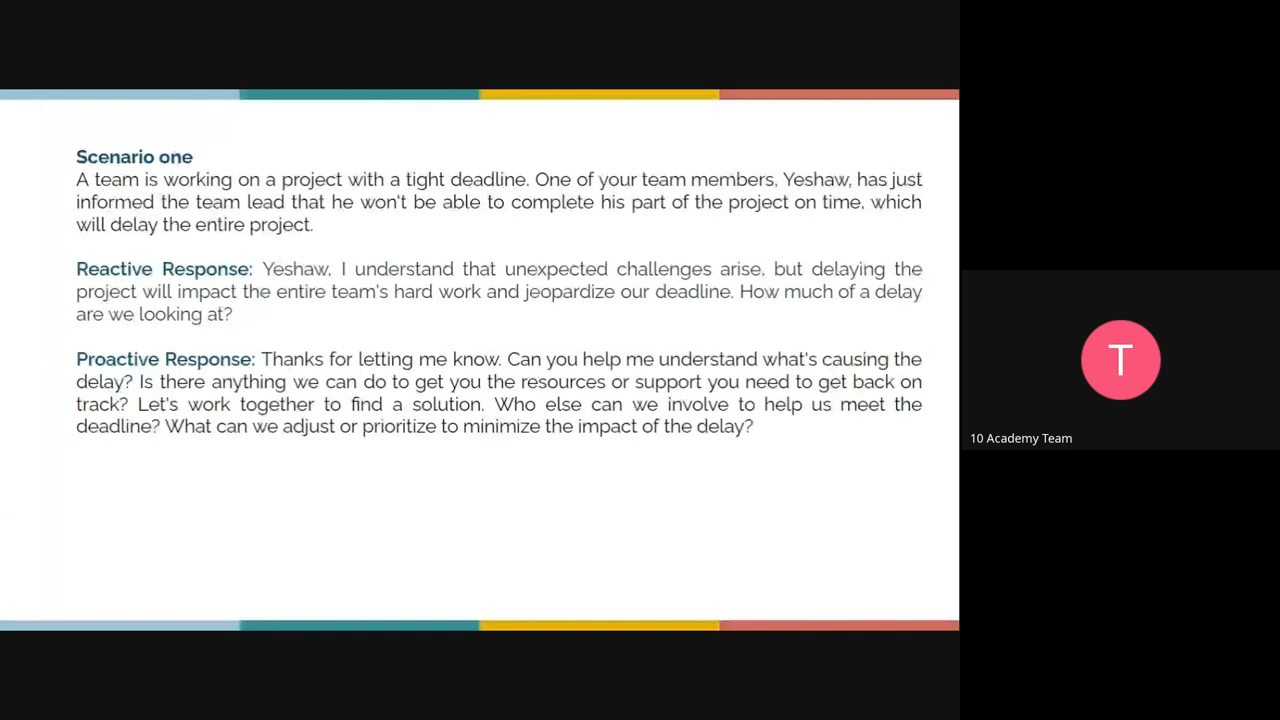 Scenario one
A team is working on a project with a tight deadline. One of your team members, Yeshaw, has just
informed the team lead that he won't be able to complete his part of the project on time, which
will delay the entire project.
Reactive Response: Yeshaw, I understand that unexpected challenges arise, but delaying the
project will impact the entire team's hard work and jeopardize our deadline. How much of a delay
are we looking at?
Proactive Response: Thanks for letting me know. Can you help me understand what's causing the
delay? Is there anything we can do to get you the resources or support you need to get back on
track? Let's work together to find a solution. Who else can we involve to help us meet the
deadline? What can we adjust or prioritize to minimize the impact of the delay?
T
10 Academy Team